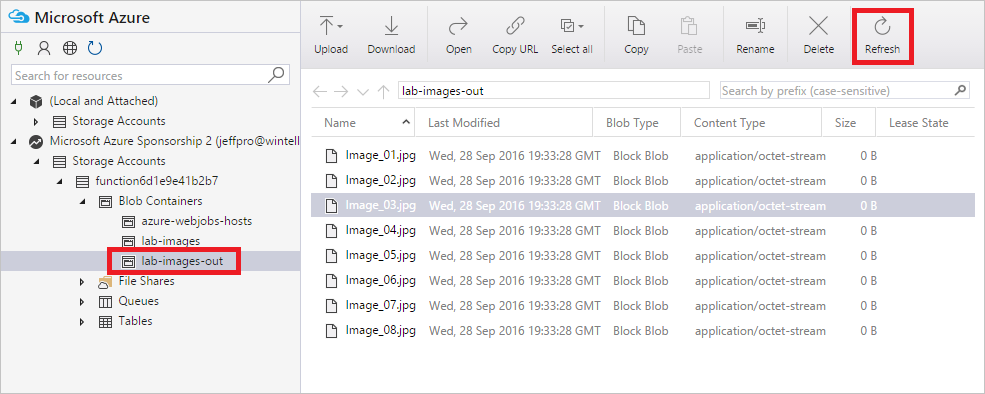 Microsoft Azure
Search for resources
(Local and Attached)
Storage Accounts
Microsoft Azure Sponsorship 2 (jeffpro@wintell
Storage Accounts
function6d1e9e41b2b7
Blob Containers
azure-webjobs-hosts
lab-images
lab-images-out
File Shares
Queues
Tables
Upload Download Open Copy URL Select all Copy Paste Rename Delete Refresh
lab-images-out Search by prefix (case-sensitive)
Name Last Modified Blob Type Content Type Size Lease State
Image_01.jpg Wed, 28 Sep 2016 19:33:28 GMT Block Blob application/octet-stream 0 B
Image_02.jpg Wed, 28 Sep 2016 19:33:28 GMT Block Blob application/octet-stream 0 B
Image_03.jpg Wed, 28 Sep 2016 19:33:28 GMT Block Blob application/octet-stream 0 B
Image_04.jpg Wed, 28 Sep 2016 19:33:28 GMT Block Blob application/octet-stream 0 B
Image_05.jpg Wed, 28 Sep 2016 19:33:28 GMT Block Blob application/octet-stream 0 B
Image_06.jpg Wed, 28 Sep 2016 19:33:28 GMT Block Blob application/octet-stream 0 B
Image_07.jpg Wed, 28 Sep 2016 19:33:28 GMT Block Blob application/octet-stream 0 B
Image_08.jpg Wed, 28 Sep 2016 19:33:28 GMT Block Blob application/octet-stream 0 B